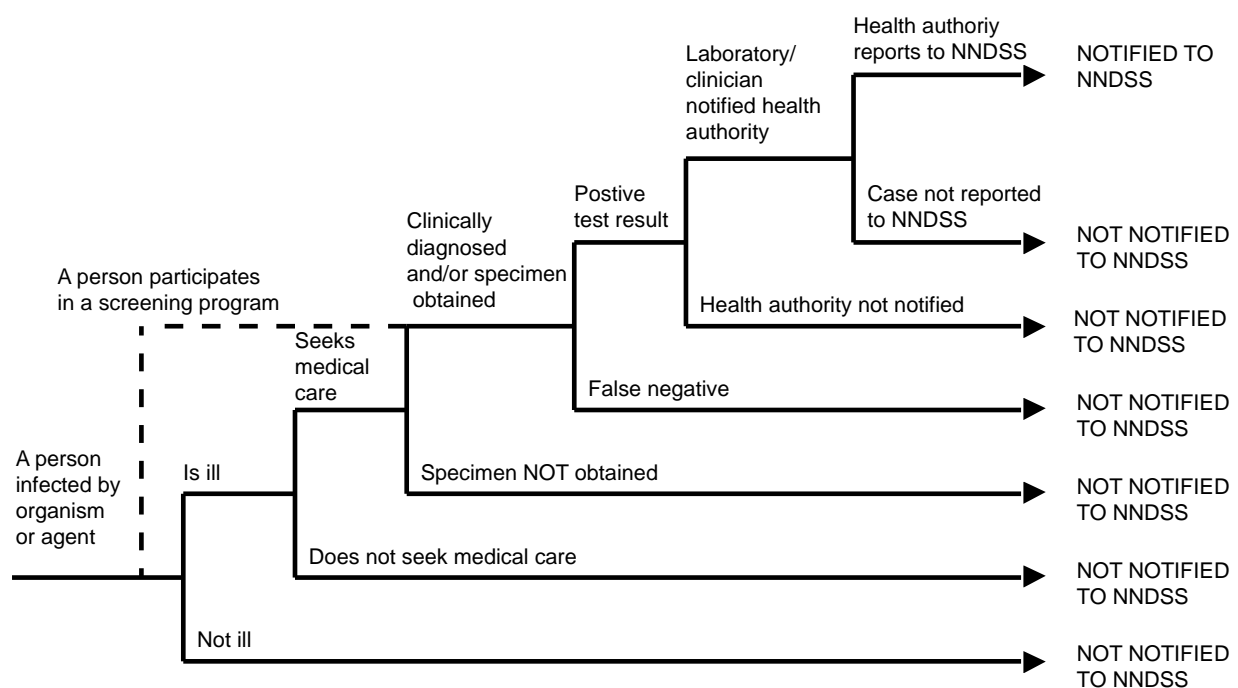 Health authoriy
reports to NNDSS
NOTIFIED TO
NNDSS
Laboratory/
clinician
notified health
authority
Case not reported
to NNDSS
NOT NOTIFIED
TO NNDSS
Postive
test result
Health authority not notified
NOT NOTIFIED
TO NNDSS
Clinically
diagnosed
and/or specimen
obtained
False negative
NOT NOTIFIED
TO NNDSS
A person participates
in a screening program
Seeks
medical
care
Specimen NOT obtained
NOT NOTIFIED
TO NNDSS
A person
infected by
organism
or agent
Is ill
Does not seek medical care
NOT NOTIFIED
TO NNDSS
Not ill
NOT NOTIFIED
TO NNDSS